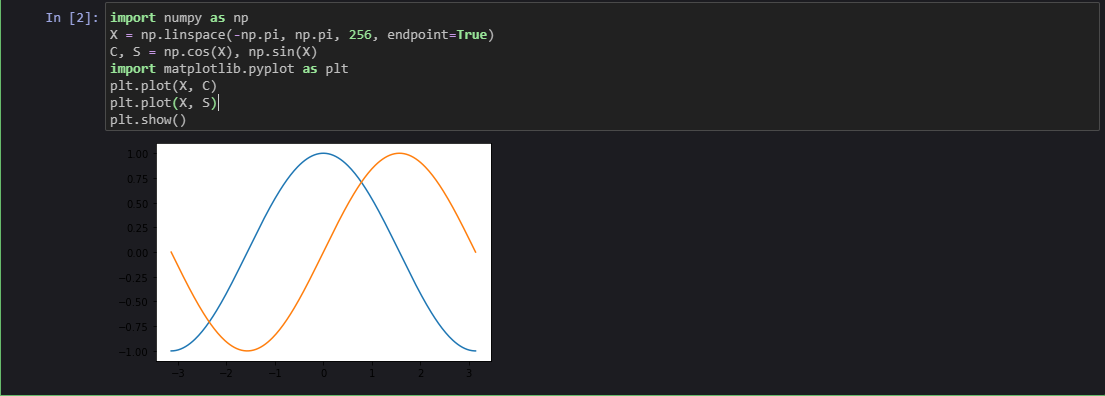 In [2]:
import numpy as np
X = np.linspace(-np.pi, np.pi, 256, endpoint=True)
C, S = np.cos(X), np.sin(X)
import matplotlib.pyplot as plt
plt.plot(X, C)
plt.plot(X, S)
plt.show()
1.00
0.75
0.50
0.25
0.00
−0.25
−0.50
−0.75
−1.00
−3 −2 −1 0 1 2 3